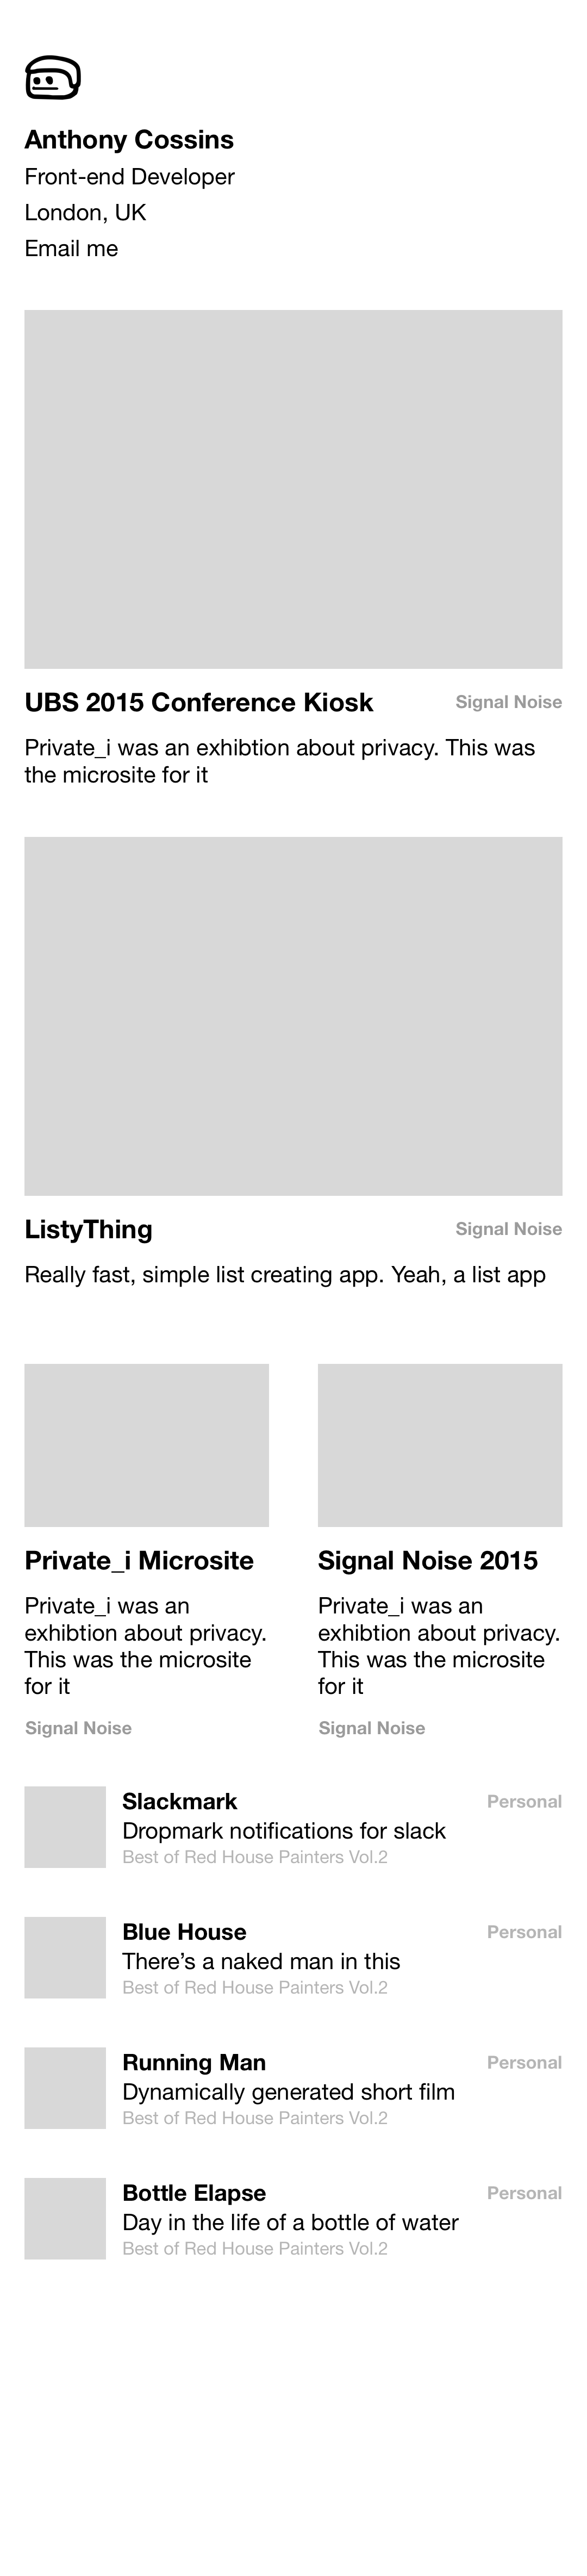 Anthony Cossins
Front-end Developer
London, UK
Email me
UBS 2015 Conference Kiosk
Signal Noise
Private_i was an exhibtion about privacy. This was
the microsite for it
ListyThing
Signal Noise
Really fast, simple list creating app. Yeah, a list app
Private_i Microsite
Private_i was an
exhibtion about privacy.
This was the microsite
for it
Signal Noise
Signal Noise 2015
Private_i was an
exhibtion about privacy.
This was the microsite
for it
Signal Noise
Slackmark
Personal
Dropmark notifications for slack
Best of Red House Painters Vol.2
Blue House
Personal
There’s a naked man in this
Best of Red House Painters Vol.2
Running Man
Personal
Dynamically generated short film
Best of Red House Painters Vol.2
Bottle Elapse
Personal
Day in the life of a bottle of water
Best of Red House Painters Vol.2